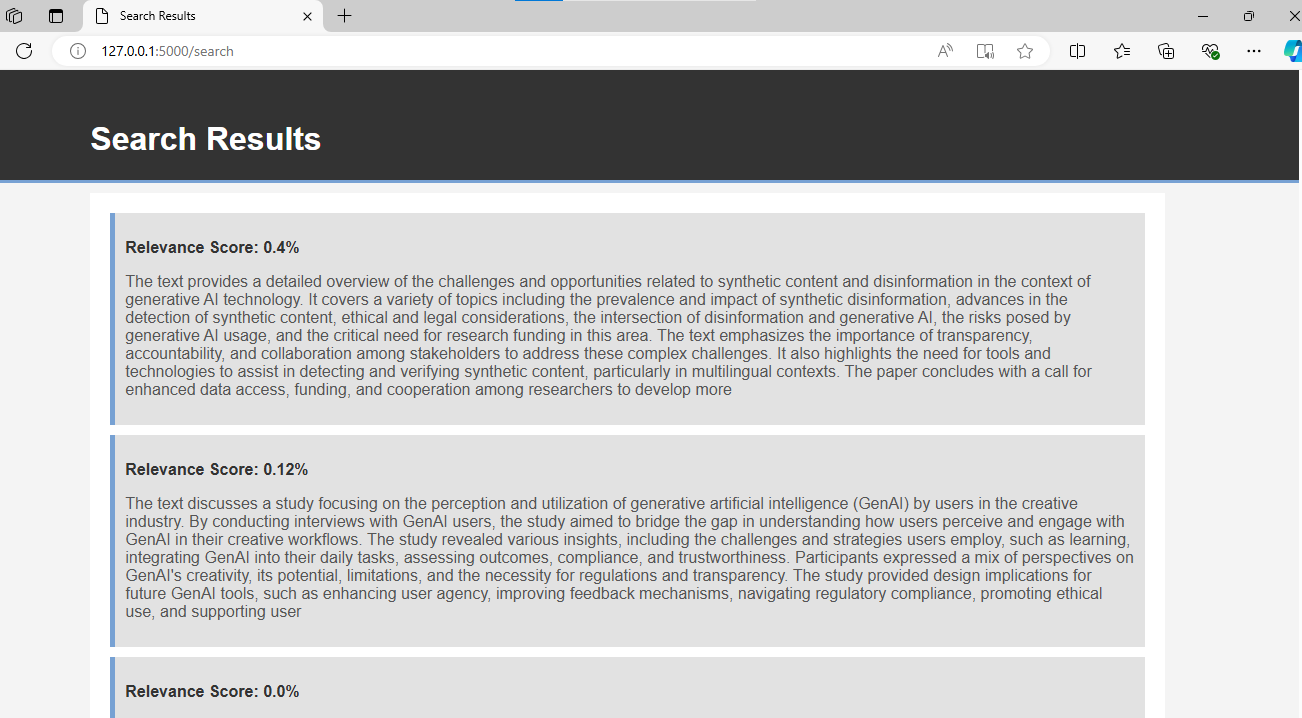 Search Results
127.0.0.1:5000/search
Search Results
Relevance Score: 0.4%
The text provides a detailed overview of the challenges and opportunities related to synthetic content and disinformation in the context of
generative AI technology. It covers a variety of topics including the prevalence and impact of synthetic disinformation, advances in the
detection of synthetic content, ethical and legal considerations, the intersection of disinformation and generative AI, the risks posed by
generative AI usage, and the critical need for research funding in this area. The text emphasizes the importance of transparency,
accountability, and collaboration among stakeholders to address these complex challenges. It also highlights the need for tools and
technologies to assist in detecting and verifying synthetic content, particularly in multilingual contexts. The paper concludes with a call for
enhanced data access, funding, and cooperation among researchers to develop more
Relevance Score: 0.12%
The text discusses a study focusing on the perception and utilization of generative artificial intelligence (GenAI) by users in the creative
industry. By conducting interviews with GenAI users, the study aimed to bridge the gap in understanding how users perceive and engage with
GenAI in their creative workflows. The study revealed various insights, including the challenges and strategies users employ, such as learning,
integrating GenAI into their daily tasks, assessing outcomes, compliance, and trustworthiness. Participants expressed a mix of perspectives on
GenAI's creativity, its potential, limitations, and the necessity for regulations and transparency. The study provided design implications for
future GenAI tools, such as enhancing user agency, improving feedback mechanisms, navigating regulatory compliance, promoting ethical
use, and supporting user
Relevance Score: 0.0%